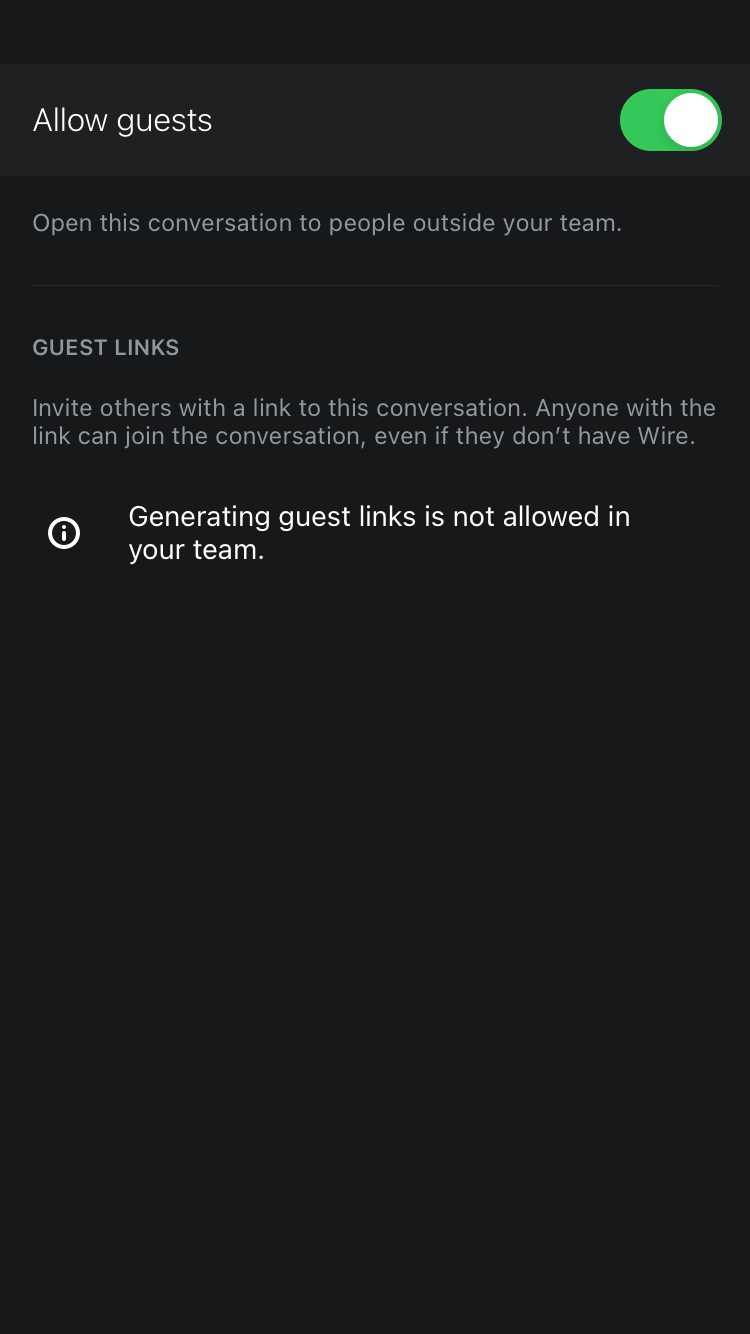 Allow guests
Open this conversation to people outside your team.
GUEST LINKS
Invite others with a link to this conversation. Anyone with the
link can join the conversation, even if they don’t have Wire.
Generating guest links is not allowed in
your team.